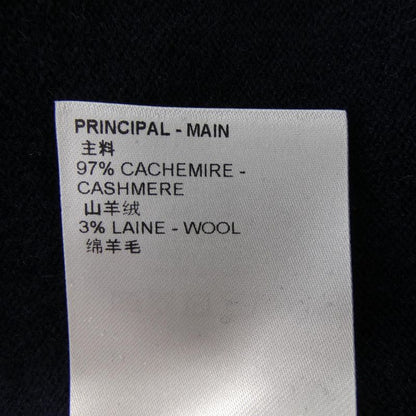 PRINCIPAL - MAIN
主料
97% CACHEMIRE -
CASHMERE
山羊绒
3% LAINE - WOOL
绵羊毛